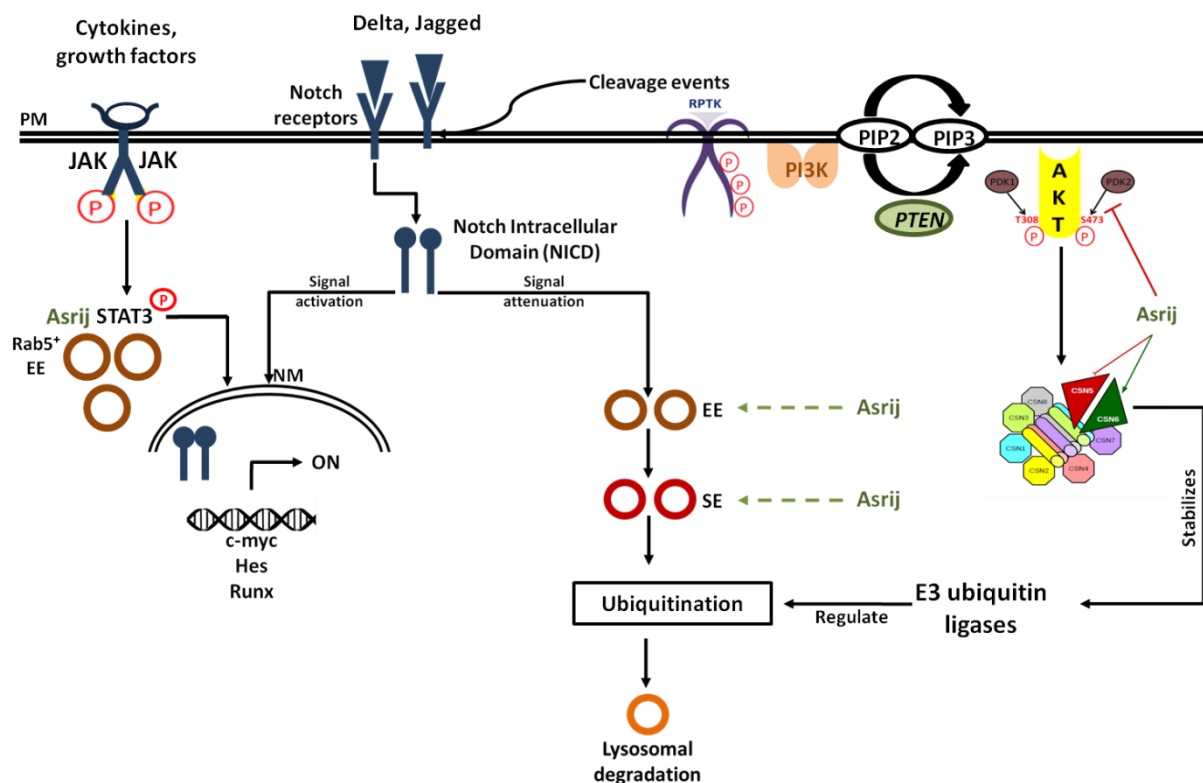 Cytokines,
growth factors
Delta, Jagged
Notch
receptors
Cleavage events
PM
JAK JAK
P P
RPTK
P
P
P
PI3K
PIP2 PIP3
PTEN
A
K
T
PDK1
PDK2
T308
S473
P P
Notch Intracellular
Domain (NICD)
Signal
activation
Signal
attenuation
Asrij STAT3 P
Rab5+
EE
NM
ON
c-myc
Hes
Runx
EE
Asrij
SE
Asrij
Asrij
CSN5
CSN6
CSN8
CSN3
CSN1
CSN2
CSN4
CSN7
Stabilizes
E3 ubiquitin
ligases
Regulate
Ubiquitination
Lysosomal
degradation